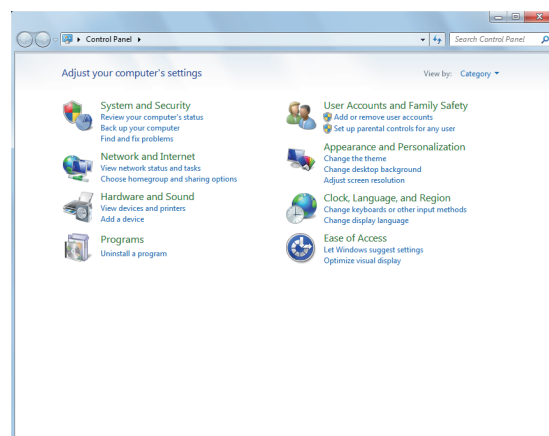 Control Panel
Search Control Panel
Adjust your computer's settings
View by: Category
System and Security
Review your computer's status
Back up your computer
Find and fix problems
Network and Internet
View network status and tasks
Choose homegroup and sharing options
Hardware and Sound
View devices and printers
Add a device
Programs
Uninstall a program
User Accounts and Family Safety
Add or remove user accounts
Set up parental controls for any user
Appearance and Personalization
Change the theme
Change desktop background
Adjust screen resolution
Clock, Language, and Region
Change keyboards or other input methods
Change display language
Ease of Access
Let Windows suggest settings
Optimize visual display